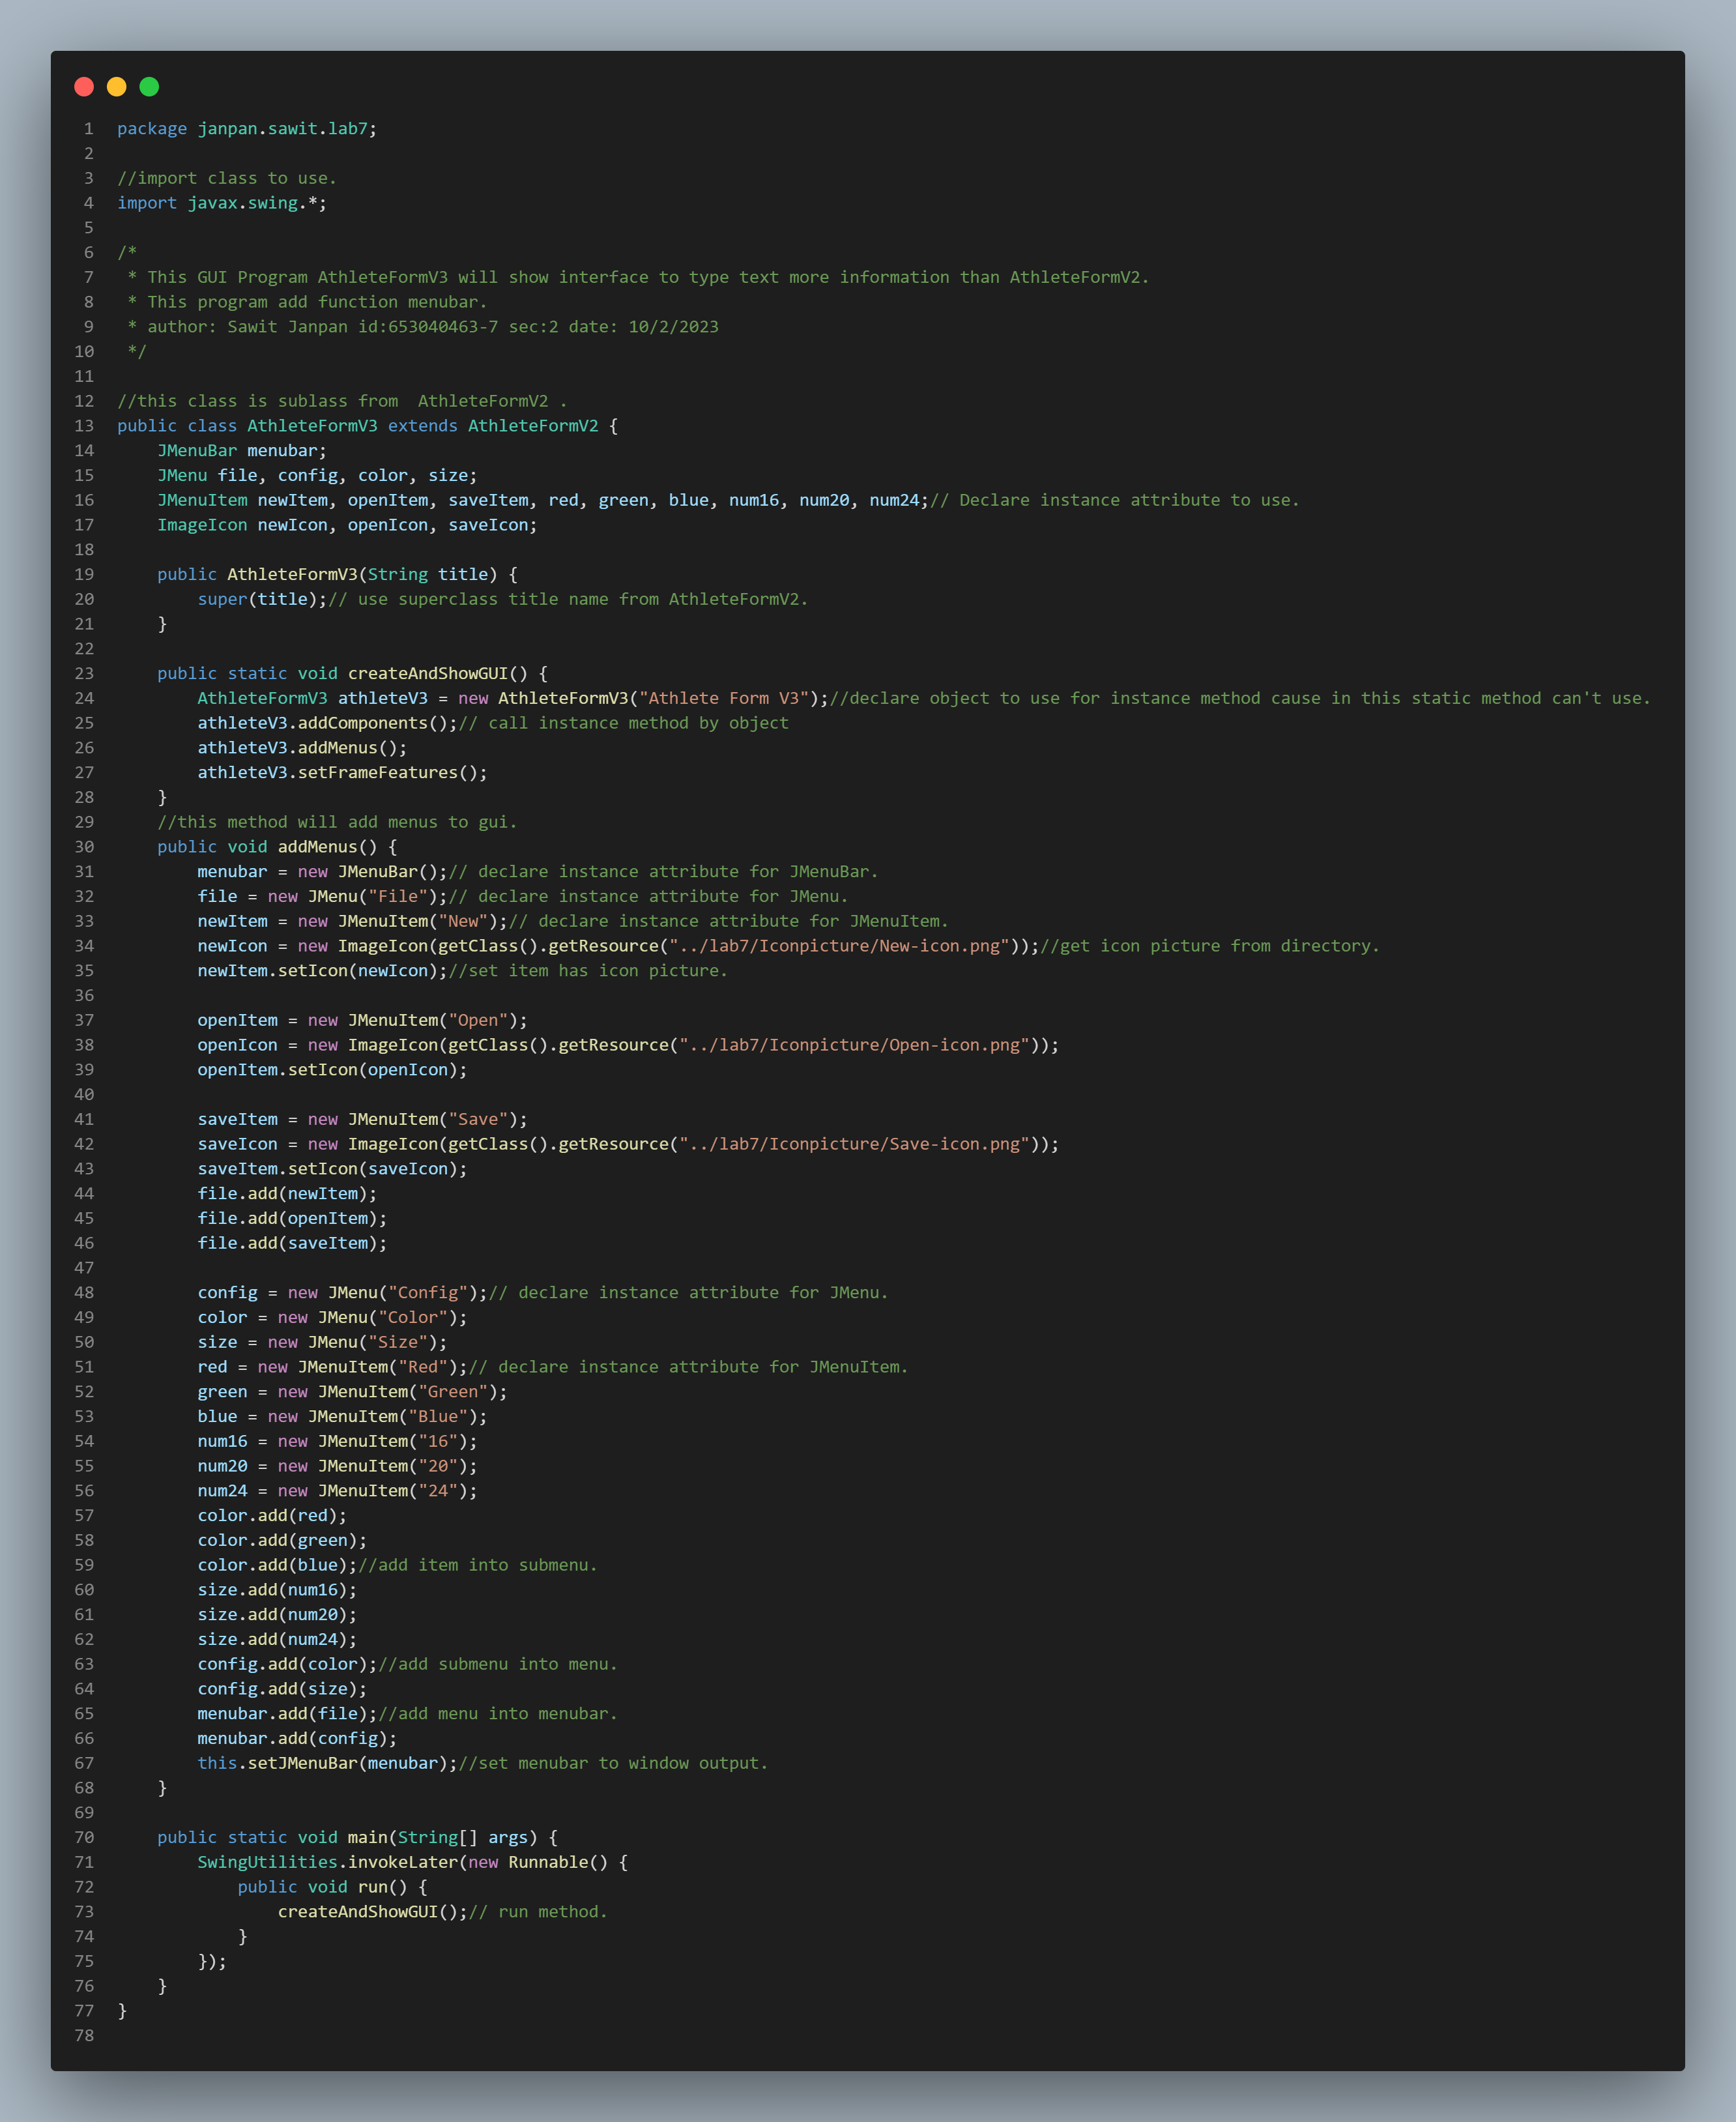 1 package janpan.sawit.lab7;
2
3 //import class to use.
4 import javax.swing.*;
5
6 /*
7  * This GUI Program AthleteFormV3 will show interface to type text more information than AthleteFormV2.
8  * This program add function menubar.
9  * author: Sawit Janpan id:653040463-7 sec:2 date: 10/2/2023
10  */
11
12 //this class is sublass from  AthleteFormV2 .
13 public class AthleteFormV3 extends AthleteFormV2 {
14     JMenuBar menubar;
15     JMenu file, config, color, size;
16     JMenuItem newItem, openItem, saveItem, red, green, blue, num16, num20, num24;// Declare instance attribute to use.
17     ImageIcon newIcon, openIcon, saveIcon;
18
19     public AthleteFormV3(String title) {
20         super(title);// use superclass title name from AthleteFormV2.
21     }
22
23     public static void createAndShowGUI() {
24         AthleteFormV3 athleteV3 = new AthleteFormV3("Athlete Form V3");//declare object to use for instance method cause in this static method can't use.
25         athleteV3.addComponents();// call instance method by object
26         athleteV3.addMenus();
27         athleteV3.setFrameFeatures();
28     }
29     //this method will add menus to gui.
30     public void addMenus() {
31         menubar = new JMenuBar();// declare instance attribute for JMenuBar.
32         file = new JMenu("File");// declare instance attribute for JMenu.
33         newItem = new JMenuItem("New");// declare instance attribute for JMenuItem.
34         newIcon = new ImageIcon(getClass().getResource("../lab7/Iconpicture/New-icon.png"));//get icon picture from directory.
35         newItem.setIcon(newIcon);//set item has icon picture.
36
37         openItem = new JMenuItem("Open");
38         openIcon = new ImageIcon(getClass().getResource("../lab7/Iconpicture/Open-icon.png"));
39         openItem.setIcon(openIcon);
40
41         saveItem = new JMenuItem("Save");
42         saveIcon = new ImageIcon(getClass().getResource("../lab7/Iconpicture/Save-icon.png"));
43         saveItem.setIcon(saveIcon);
44         file.add(newItem);
45         file.add(openItem);
46         file.add(saveItem);
47
48         config = new JMenu("Config");// declare instance attribute for JMenu.
49         color = new JMenu("Color");
50         size = new JMenu("Size");
51         red = new JMenuItem("Red");// declare instance attribute for JMenuItem.
52         green = new JMenuItem("Green");
53         blue = new JMenuItem("Blue");
54         num16 = new JMenuItem("16");
55         num20 = new JMenuItem("20");
56         num24 = new JMenuItem("24");
57         color.add(red);
58         color.add(green);
59         color.add(blue);//add item into submenu.
60         size.add(num16);
61         size.add(num20);
62         size.add(num24);
63         config.add(color);//add submenu into menu.
64         config.add(size);
65         menubar.add(file);//add menu into menubar.
66         menubar.add(config);
67         this.setJMenuBar(menubar);//set menubar to window output.
68     }
69
70     public static void main(String[] args) {
71         SwingUtilities.invokeLater(new Runnable() {
72             public void run() {
73                 createAndShowGUI();// run method.
74             }
75         });
76     }
77 }
78